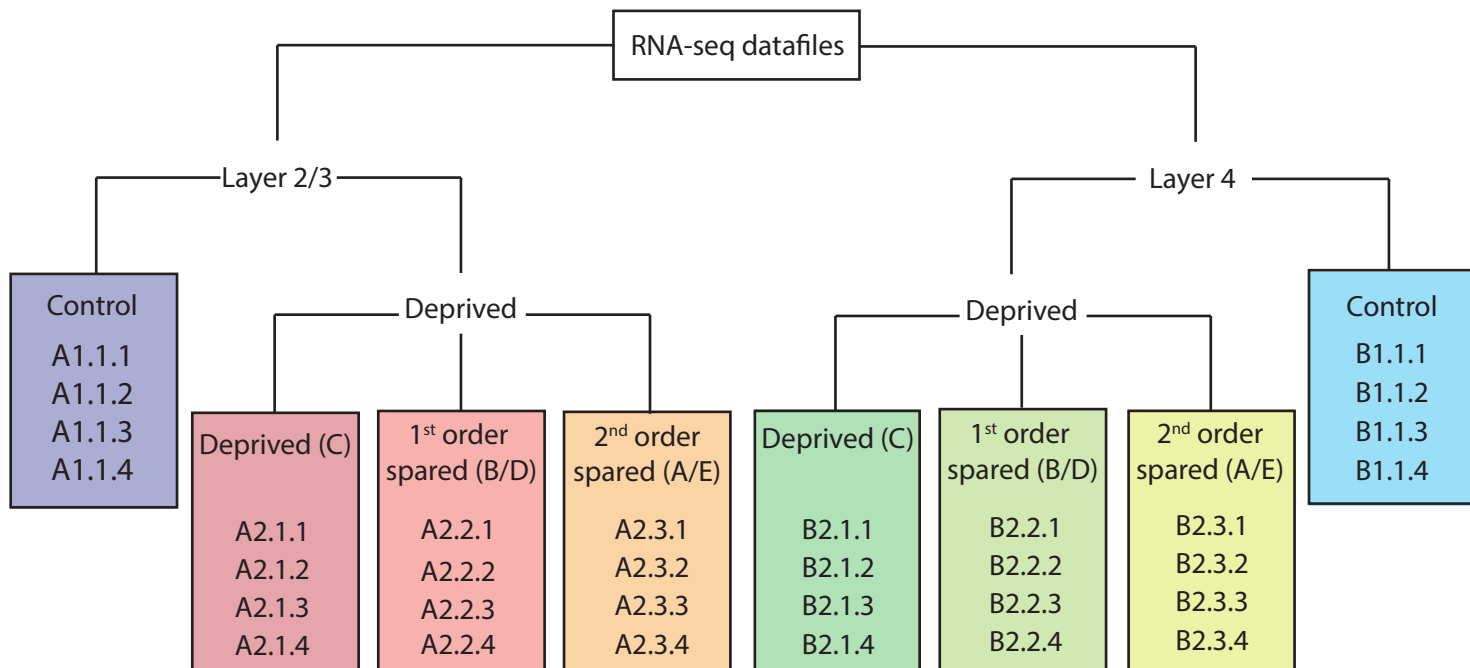 RNA-seq datafiles
Layer 2/3
Layer 4
Control
A1.1.1
A1.1.2
A1.1.3
A1.1.4
Deprived
Deprived (C)
A2.1.1
A2.1.2
A2.1.3
A2.1.4
1st order
spared (B/D)
A2.2.1
A2.2.2
A2.2.3
A2.2.4
2nd order
spared (A/E)
A2.3.1
A2.3.2
A2.3.3
A2.3.4
Deprived
Deprived (C)
B2.1.1
B2.1.2
B2.1.3
B2.1.4
1st order
spared (B/D)
B2.2.1
B2.2.2
B2.2.3
B2.2.4
2nd order
spared (A/E)
B2.3.1
B2.3.2
B2.3.3
B2.3.4
Control
B1.1.1
B1.1.2
B1.1.3
B1.1.4